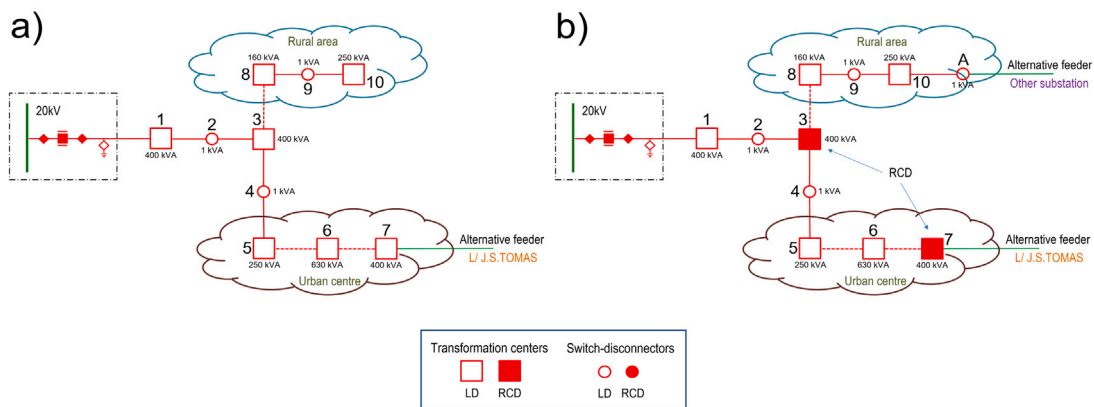 a)
Rural area
160 kVA
1 kVA
250 kVA
8
9
10
20kV
1
2
3
400 kVA
1 kVA
400 kVA
4
1 kVA
5
6
7
250 kVA
630 kVA
400 kVA
Alternative feeder
L/ J.S.TOMAS
Urban centre
b)
Rural area
160 kVA
1 kVA
250 kVA
A
8
9
10
1 kVA
Alternative feeder
Other substation
20kV
1
2
3
400 kVA
1 kVA
400 kVA
RCD
4
1 kVA
5
6
7
250 kVA
630 kVA
400 kVA
Alternative feeder
L/ J.S.TOMAS
Urban centre
Transformation centers
Switch-disconnectors
LD
RCD
LD
RCD